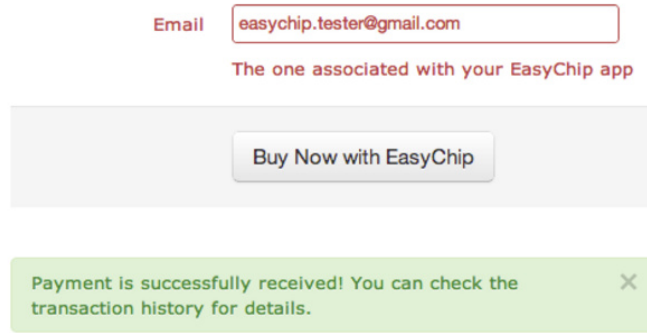 Email easychip.tester@gmail.com
The one associated with your EasyChip app
Buy Now with EasyChip
Payment is successfully received! You can check the
transaction history for details.